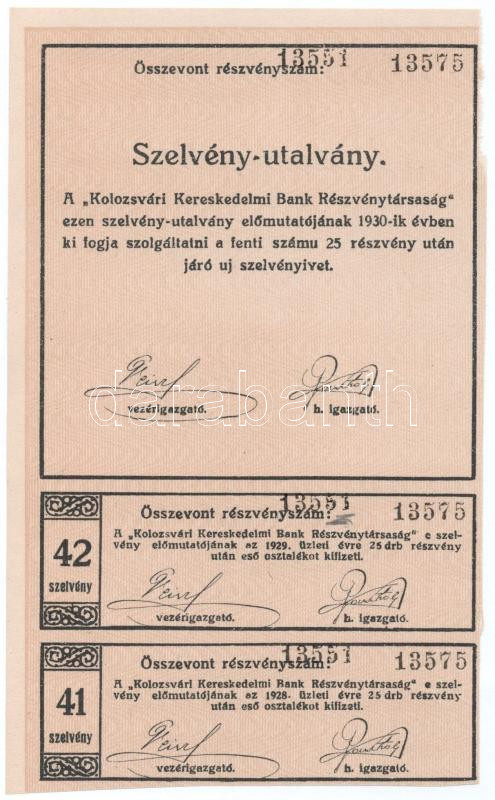 Összevont részvényszám: 13551 13575
Szelvény-utalvány.
A „Kolozsvári Kereskedelmi Bank Részvénytársaság"
ezen szelvény-utalvány előmutatójának 1930-ik évben
ki fogja szolgáltatni a fenti számu 25 részvény után
járó uj szelvényivet.
vezérigazgató. h. igazgató.
darabanth
Összevont részvényszám: 13551 13575
42
szelvény
A „Kolozsvári Kereskedelmi Bank Részvénytársaság" e szel-
vény előmutatójának az 1929. üzleti évre 25 drb részvény
után eső osztalékot kifizeti.
vezérigazgató. h. igazgató.
Összevont részvényszám: 13551 13575
41
szelvény
A „Kolozsvári Kereskedelmi Bank Részvénytársaság" e szel-
vény előmutatójának az 1928. üzleti évre 25 drb részvény
után eső osztalékot kifizeti.
vezérigazgató. h. igazgató.